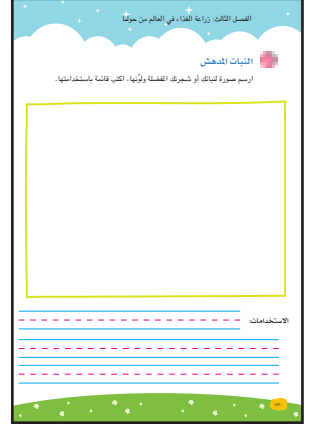 الفصل الثالث: زراعة الغذاء في العالم من حولنا
النبات المدهش
ارسم صورة لنباتك أو شجرتك المفضلة ولوّنها، اكتب قائمة باستخدامتها.
الاستخدامات: